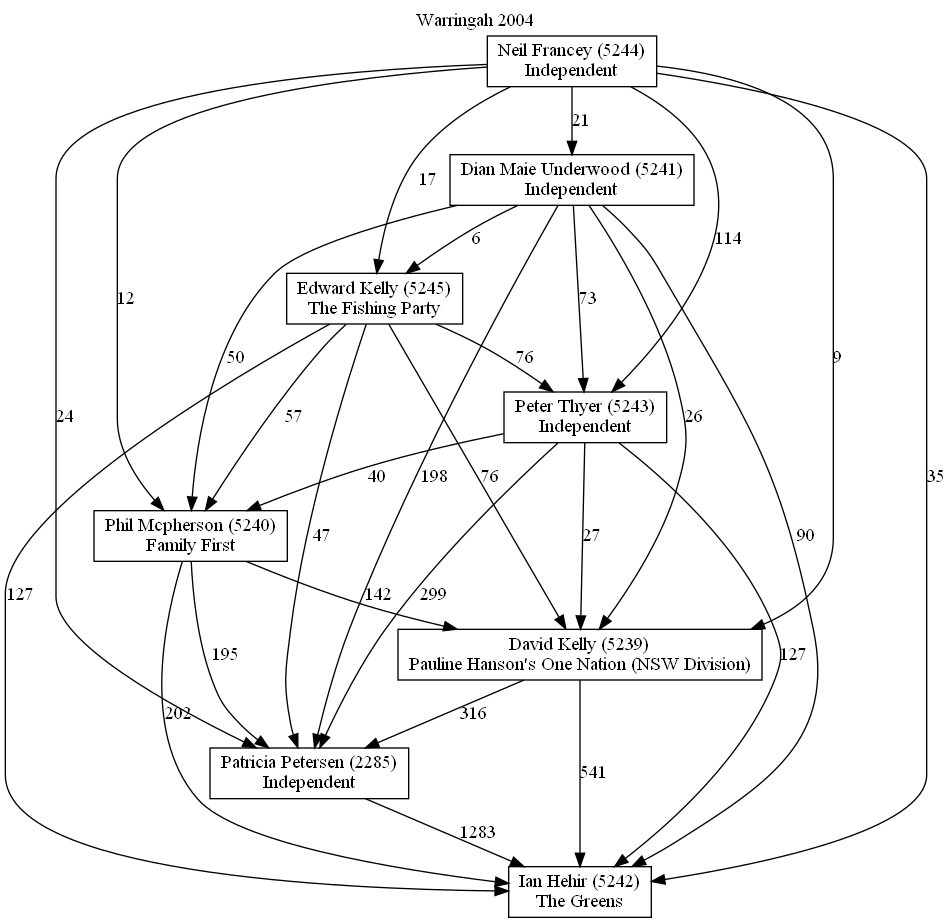 Warringah 2004
Neil Francey (5244)
Independent
21
Dian Maie Underwood (5241)
Independent
17
6
114
Edward Kelly (5245)
The Fishing Party
12
73
50
57
76
9
Peter Thyer (5243)
Independent
24
26
40
198
76
35
Phil Mcpherson (5240)
Family First
47
27
90
127
142
299
David Kelly (5239)
Pauline Hanson's One Nation (NSW Division)
195
127
202
316
Patricia Petersen (2285)
Independent
541
1283
Ian Hehir (5242)
The Greens